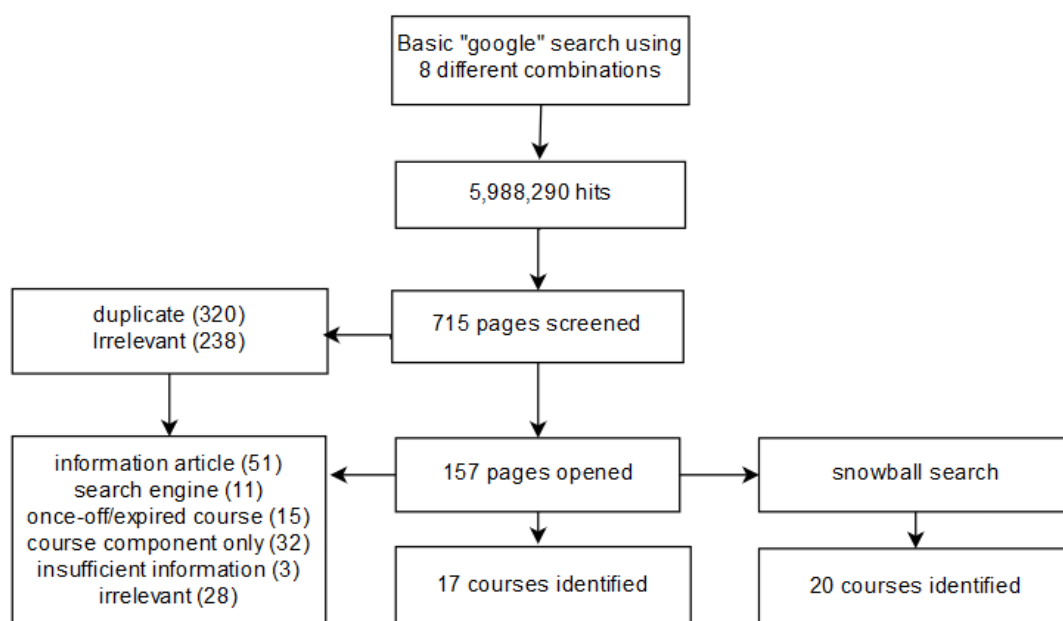 Basic "google" search using
8 different combinations
5,988,290 hits
duplicate (320)
Irrelevant (238)
715 pages screened
information article (51)
search engine (11)
once-off/expired course (15)
course component only (32)
insufficient information (3)
irrelevant (28)
157 pages opened
snowball search
17 courses identified
20 courses identified